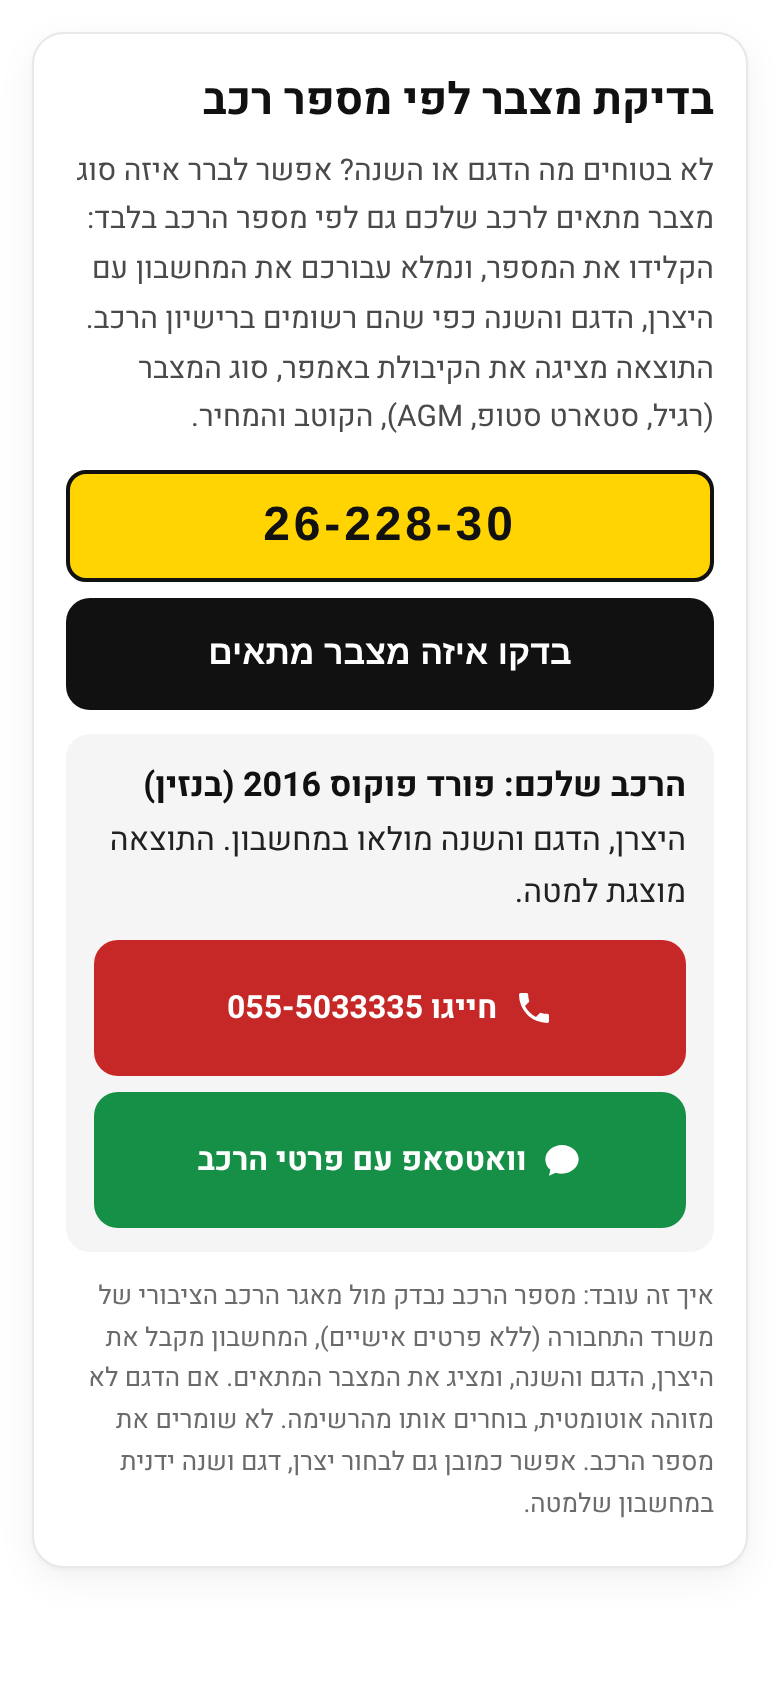 בדיקת מצבר לפי מספר רכב
לא בטוחים מה הדגם או השנה? אפשר לברר איזה סוג
מצבר מתאים לרכב שלכם גם לפי מספר הרכב בלבד:
הקלידו את המספר, ונמלא עבורכם את המחשבון עם
היצרן, הדגם והשנה כפי שהם רשומים ברישיון הרכב.
התוצאה מציגה את הקיבולת באמפר, סוג המצבר
(רגיל, סטארט סטופ, AGM), הקוטב והמחיר.
26-228-30
בדקו איזה מצבר מתאים
הרכב שלכם: פורד פוקוס 2016 (בנזין)
היצרן, הדגם והשנה מולאו במחשבון. התוצאה
מוצגת למטה.
חייגו 055-5033335
וואטסאפ עם פרטי הרכב
איך זה עובד: מספר הרכב נבדק מול מאגר הרכב הציבורי של
משרד התחבורה (ללא פרטים אישיים), המחשבון מקבל את
היצרן, הדגם והשנה, ומציג את המצבר המתאים. אם הדגם לא
מזוהה אוטומטית, בוחרים אותו מהרשימה. לא שומרים את
מספר הרכב. אפשר כמובן גם לבחור יצרן, דגם ושנה ידנית
במחשבון שלמטה.